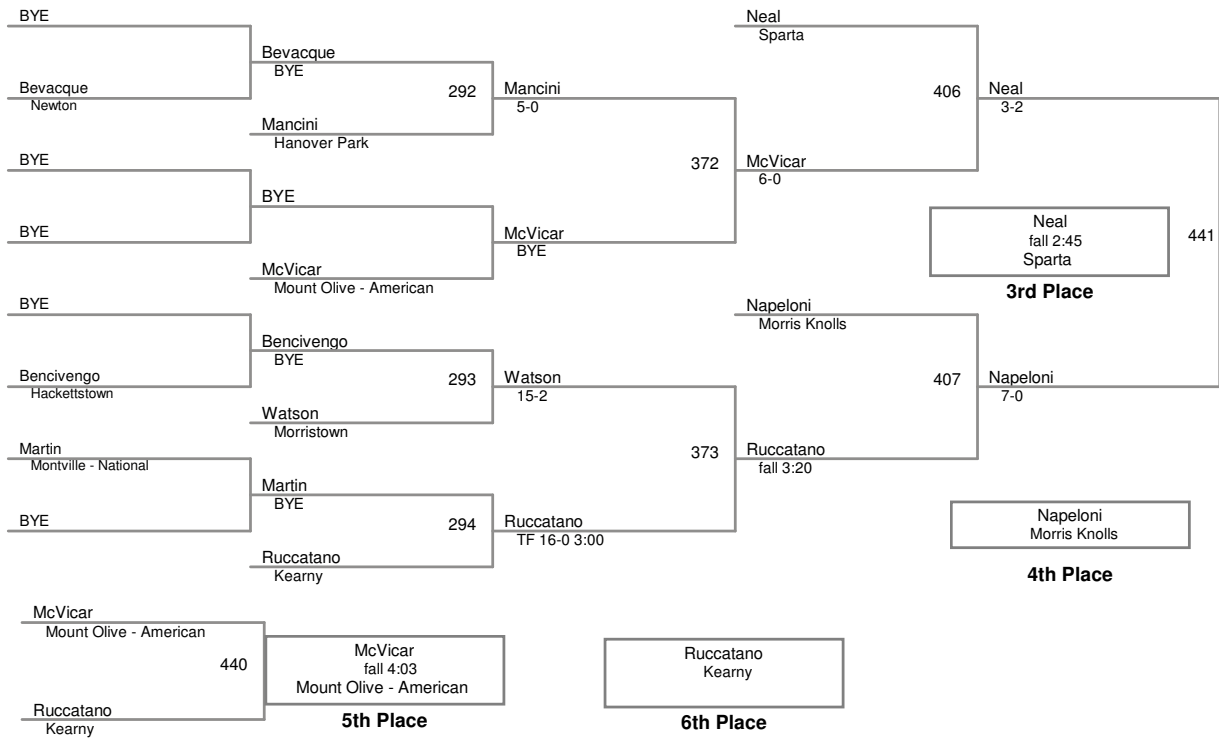 BYE
Bevacque
Newton
BYE
BYE
BYE
Bencivengo
Hackettstown
Martin
Montville - National
BYE
Bevacque
BYE
292
Mancini
Hanover Park
BYE
McVicar
Mount Olive - American
Bencivengo
BYE
293
Watson
Morristown
Martin
BYE
294
Ruccatano
Kearny
Mancini
5-0
372
McVicar
BYE
Watson
15-2
373
Ruccatano
TF 16-0 3:00
Neal
Sparta
406
McVicar
6-0
Napeloni
Morris Knolls
407
Ruccatano
fall 3:20
Neal
3-2
441
Napeloni
7-0
Neal
fall 2:45
Sparta
3rd Place
Napeloni
Morris Knolls
4th Place
McVicar
Mount Olive - American
440
Ruccatano
Kearny
McVicar
fall 4:03
Mount Olive - American
5th Place
Ruccatano
Kearny
6th Place